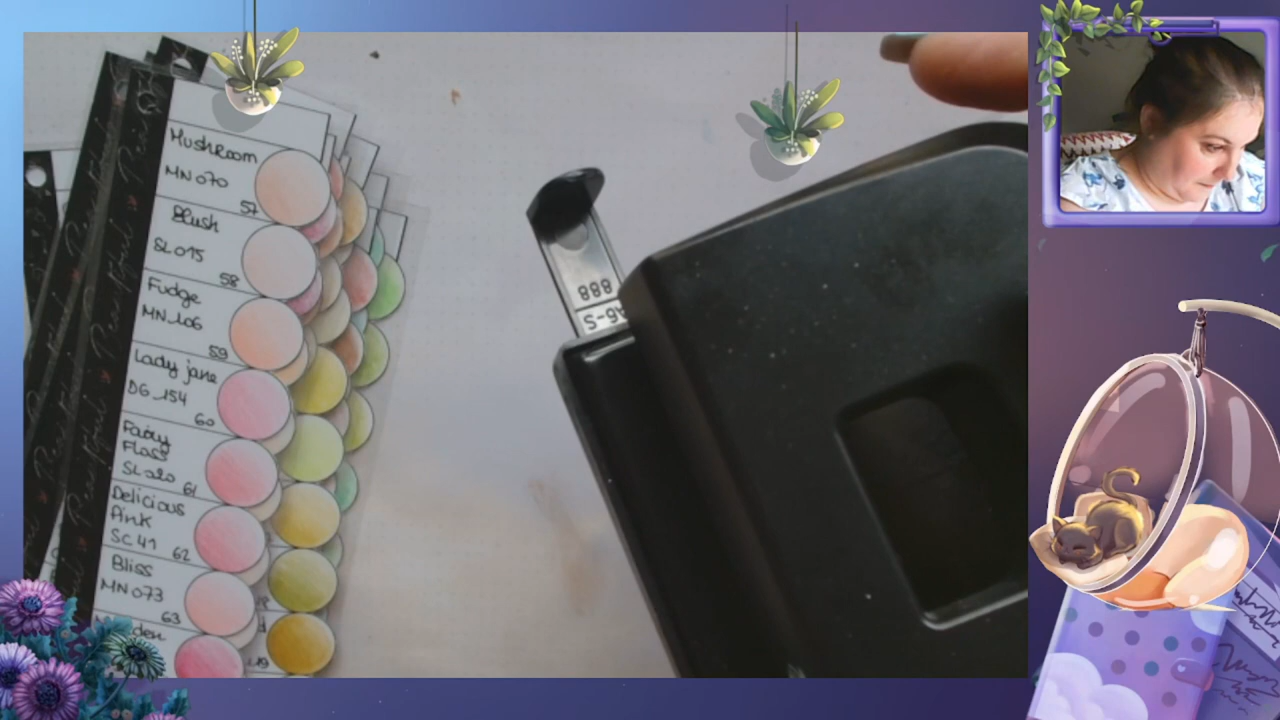 Mushroom
MN 070
57
Blush
SL 015
58
Fudge
MN 106
59
Lady jane
DG 154
60
Fairy
Floss
SL 020 61
Delicious
Pink
SC 41 62
Bliss
MN 073
63
888
A6-S